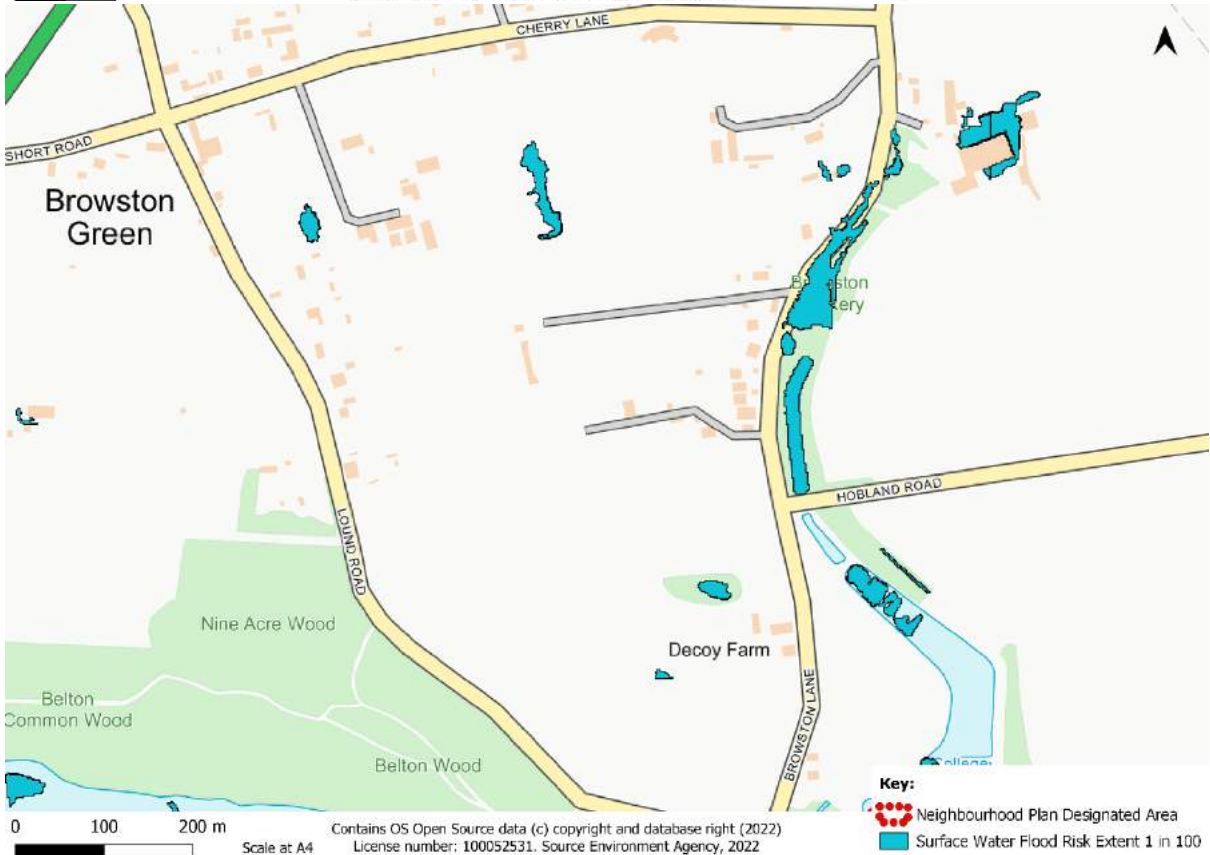 CHERRY LANE
SHORT ROAD
Browston
Green
HOBLAND ROAD
LOUND ROAD
Nine Acre Wood
Decoy Farm
Belton
Common Wood
BROWSTON LANE
Belton Wood
Key:
Neighbourhood Plan Designated Area
Surface Water Flood Risk Extent 1 in 100
0 100 200 m
Scale at A4
Contains OS Open Source data (c) copyright and database right (2022)
License number: 100052531. Source Environment Agency, 2022